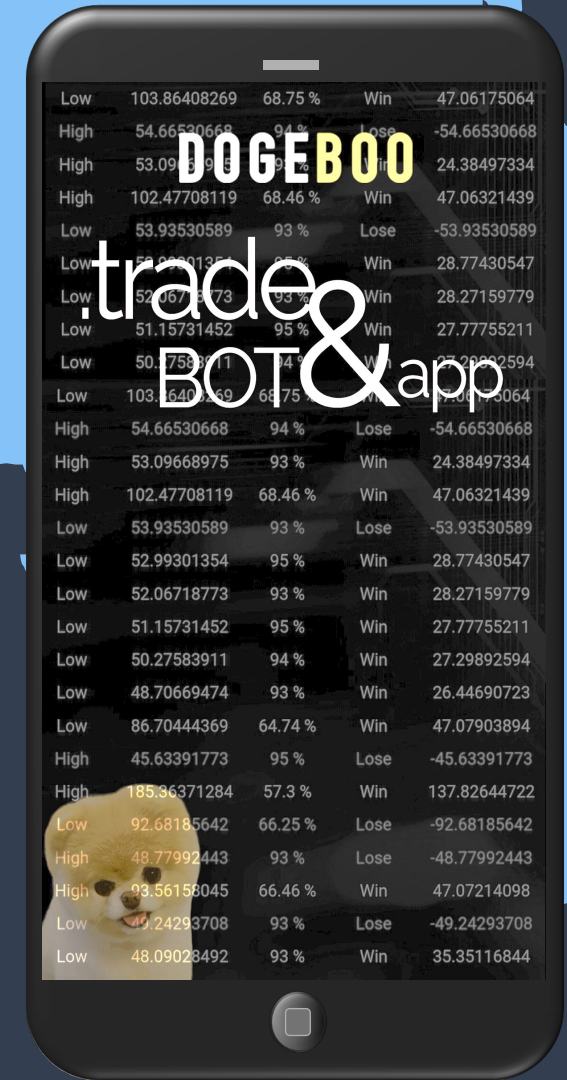 Low 103.86408269 68.75 % Win 47.06175064
High 54.66530668 94 % Lose -54.66530668
DOGEBOO
High Win 24.38497334
High 102.47708119 68.46 % Win 47.06321439
Low 53.93530589 93 % Lose -53.93530589
Low Win 28.77430547
.trade
Low 93 % Win 28.27159779
Low 51.15731452 95 % Win 27.77755211
Low 94 %
BOT & app
Low
High 54.66530668 94 % Lose -54.66530668
High 53.09668975 93 % Win 24.38497334
High 102.47708119 68.46 % Win 47.06321439
Low 53.93530589 93 % Lose -53.93530589
Low 52.99301354 95 % Win 28.77430547
Low 52.06718773 93 % Win 28.27159779
Low 51.15731452 95 % Win 27.77755211
Low 50.27583911 94 % Win 27.29892594
Low 48.70669474 93 % Win 26.44690723
Low 86.70444369 64.74 % Win 47.07903894
High 45.63391773 95 % Lose -45.63391773
High 185.36371284 57.3 % Win 137.82644722
Low 92.68185642 66.25 % Lose -92.68185642
High 48.77992443 93 % Lose -48.77992443
High 93.56158045 66.46 % Win 47.07214098
Low 49.24293708 93 % Lose -49.24293708
Low 48.09028492 93 % Win 35.35116844